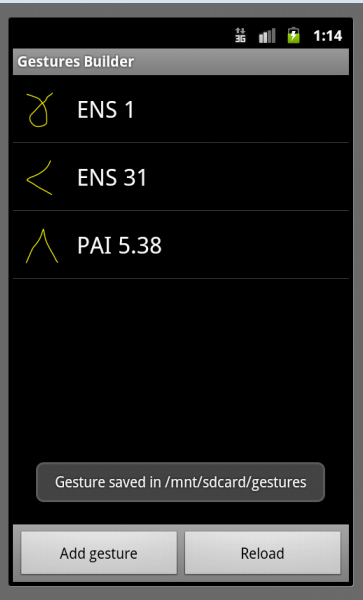 3G 1:14
Gestures Builder
ENS 1
ENS 31
PAI 5.38
Gesture saved in /mnt/sdcard/gestures
Add gesture Reload